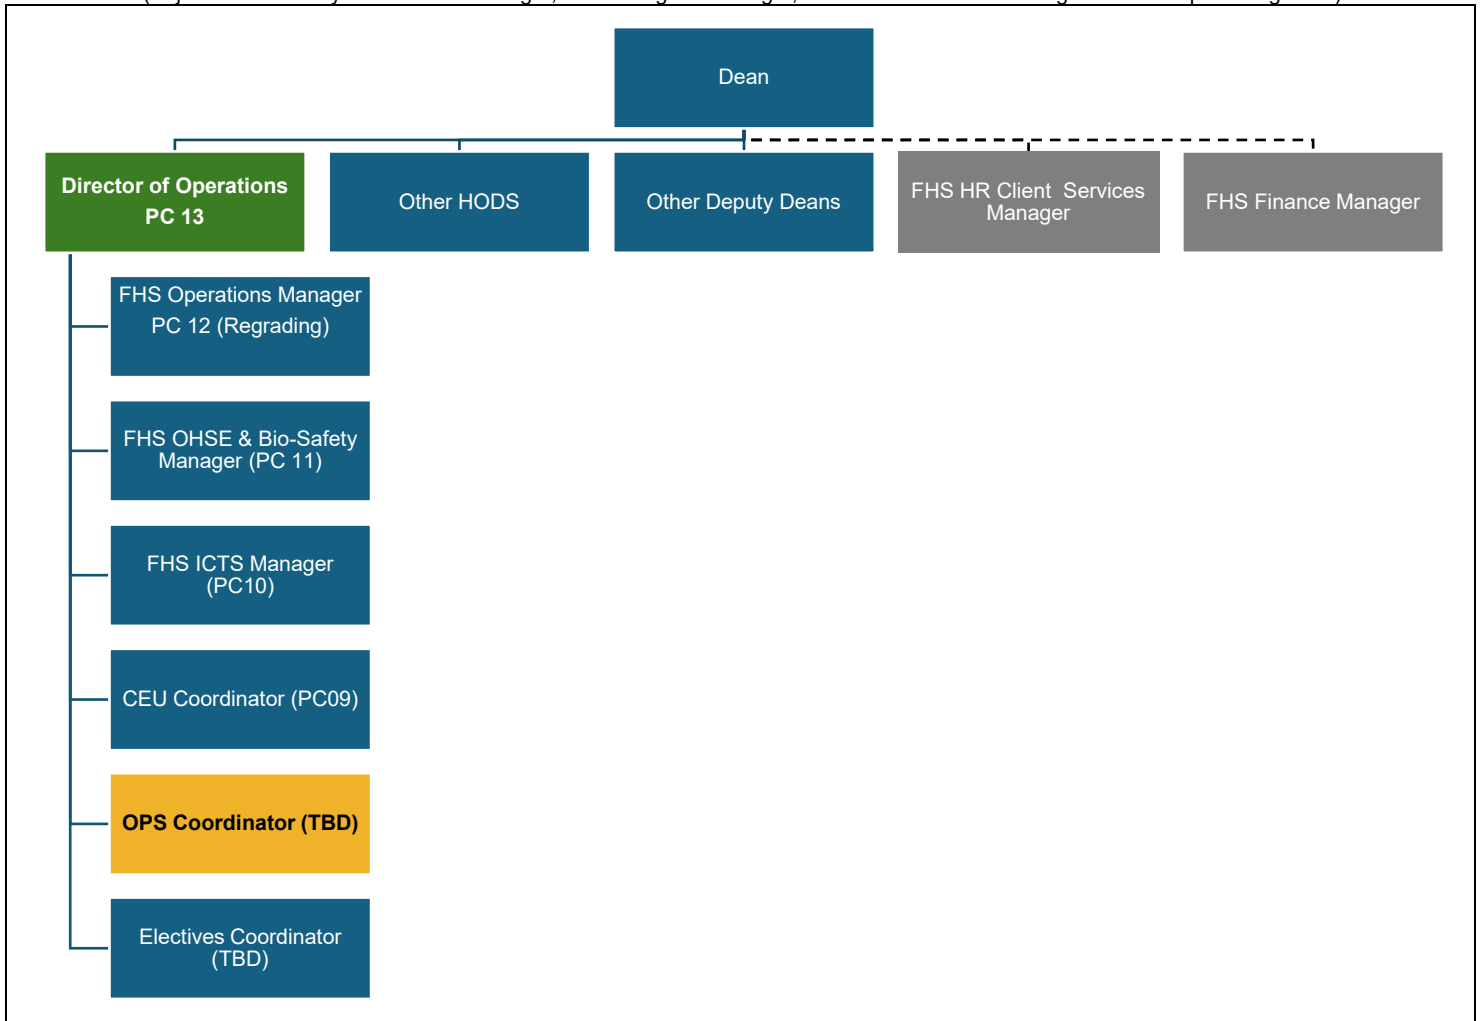 Dean
Director of Operations
PC 13
Other HODS
Other Deputy Deans
FHS HR Client Services
Manager
FHS Finance Manager
FHS Operations Manager
PC 12 (Regrading)
FHS OHSE & Bio-Safety
Manager (PC 11)
FHS ICTS Manager
(PC10)
CEU Coordinator (PC09)
OPS Coordinator (TBD)
Electives Coordinator
(TBD)